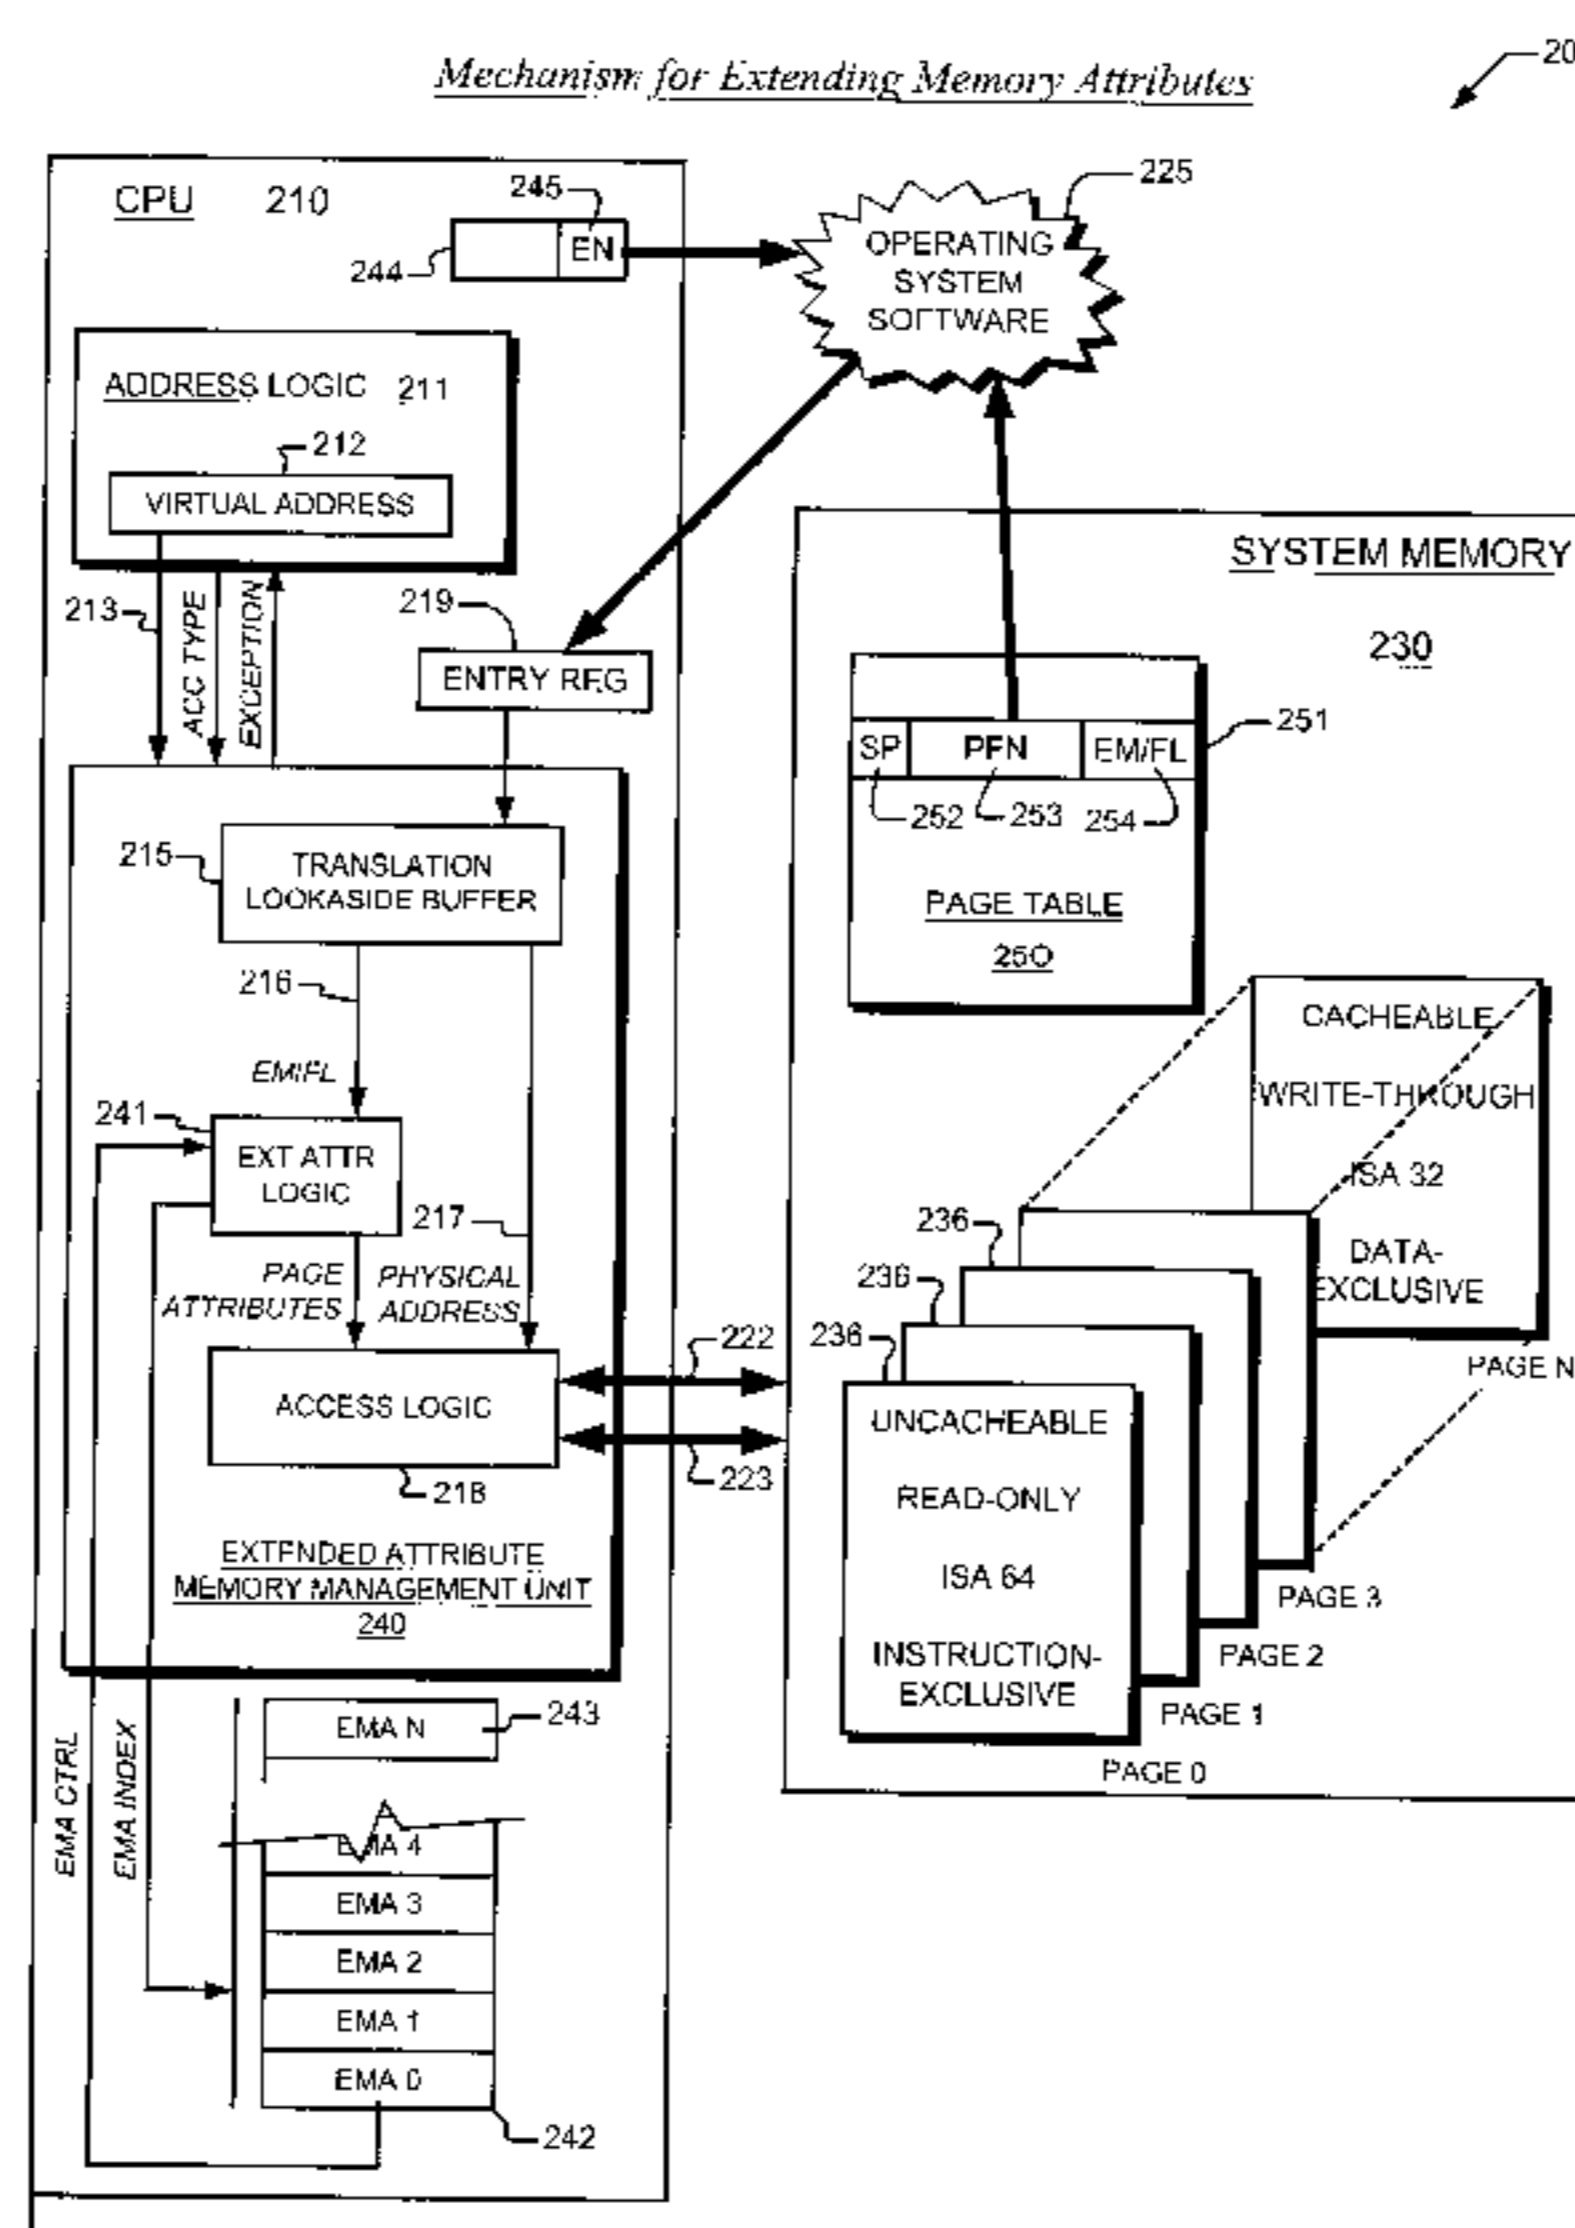 Mechanism for Extending Memory Attributes
20
CPU 210
245
EN
244
225
OPERATING
SYSTEM
SOFTWARE
ADDRESS LOGIC 211
212
VIRTUAL ADDRESS
213
ACC TYPE
EXCEPTION
219
ENTRY REG
215
TRANSLATION
LOOKASIDE BUFFER
216
EM/FL
241
EXT ATTR
LOGIC
217
PAGE
ATTRIBUTES
PHYSICAL
ADDRESS
ACCESS LOGIC
218
222
223
EXTENDED ATTRIBUTE
MEMORY MANAGEMENT UNIT
240
EMA CTRL
EMA INDEX
EMA N
243
EMA 4
EMA 3
EMA 2
EMA 1
EMA 0
242
SYSTEM MEMORY
230
SP PFN EM/FL
251
252 253 254
PAGE TABLE
250
CACHEABLE
WRITE-THROUGH
ISA 32
DATA-
EXCLUSIVE
PAGE N
236
236
236
UNCACHEABLE
READ-ONLY
ISA 64
INSTRUCTION-
EXCLUSIVE
PAGE 3
PAGE 2
PAGE 1
PAGE 0